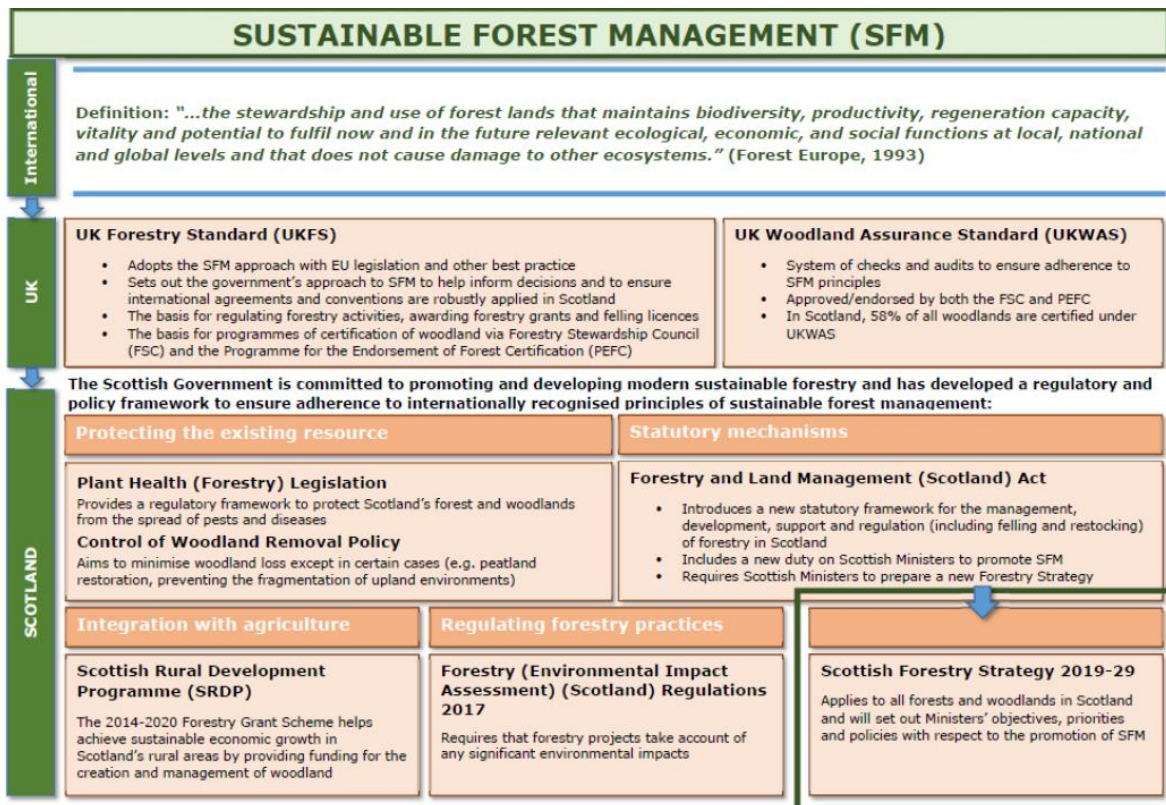 SUSTAINABLE FOREST MANAGEMENT (SFM)
International
Definition: "...the stewardship and use of forest lands that maintains biodiversity, productivity, regeneration capacity,
vitality and potential to fulfil now and in the future relevant ecological, economic, and social functions at local, national
and global levels and that does not cause damage to other ecosystems." (Forest Europe, 1993)
UK
UK Forestry Standard (UKFS)
• Adopts the SFM approach with EU legislation and other best practice
• Sets out the government's approach to SFM to help inform decisions and to ensure
international agreements and conventions are robustly applied in Scotland
• The basis for regulating forestry activities, awarding forestry grants and felling licences
• The basis for programmes of certification of woodland via Forestry Stewardship Council
(FSC) and the Programme for the Endorsement of Forest Certification (PEFC)
UK Woodland Assurance Standard (UKWAS)
• System of checks and audits to ensure adherence to
SFM principles
• Approved/endorsed by both the FSC and PEFC
• In Scotland, 58% of all woodlands are certified under
UKWAS
SCOTLAND
The Scottish Government is committed to promoting and developing modern sustainable forestry and has developed a regulatory and
policy framework to ensure adherence to internationally recognised principles of sustainable forest management:
Protecting the existing resource
Plant Health (Forestry) Legislation
Provides a regulatory framework to protect Scotland's forest and woodlands
from the spread of pests and diseases
Control of Woodland Removal Policy
Aims to minimise woodland loss except in certain cases (e.g. peatland
restoration, preventing the fragmentation of upland environments)
Statutory mechanisms
Forestry and Land Management (Scotland) Act
• Introduces a new statutory framework for the management,
development, support and regulation (including felling and restocking)
of forestry in Scotland
• Includes a new duty on Scottish Ministers to promote SFM
• Requires Scottish Ministers to prepare a new Forestry Strategy
Integration with agriculture
Scottish Rural Development
Programme (SRDP)
The 2014-2020 Forestry Grant Scheme helps
achieve sustainable economic growth in
Scotland's rural areas by providing funding for the
creation and management of woodland
Regulating forestry practices
Forestry (Environmental Impact
Assessment) (Scotland) Regulations
2017
Requires that forestry projects take account of
any significant environmental impacts
Scottish Forestry Strategy 2019-29
Applies to all forests and woodlands in Scotland
and will set out Ministers' objectives, priorities
and policies with respect to the promotion of SFM